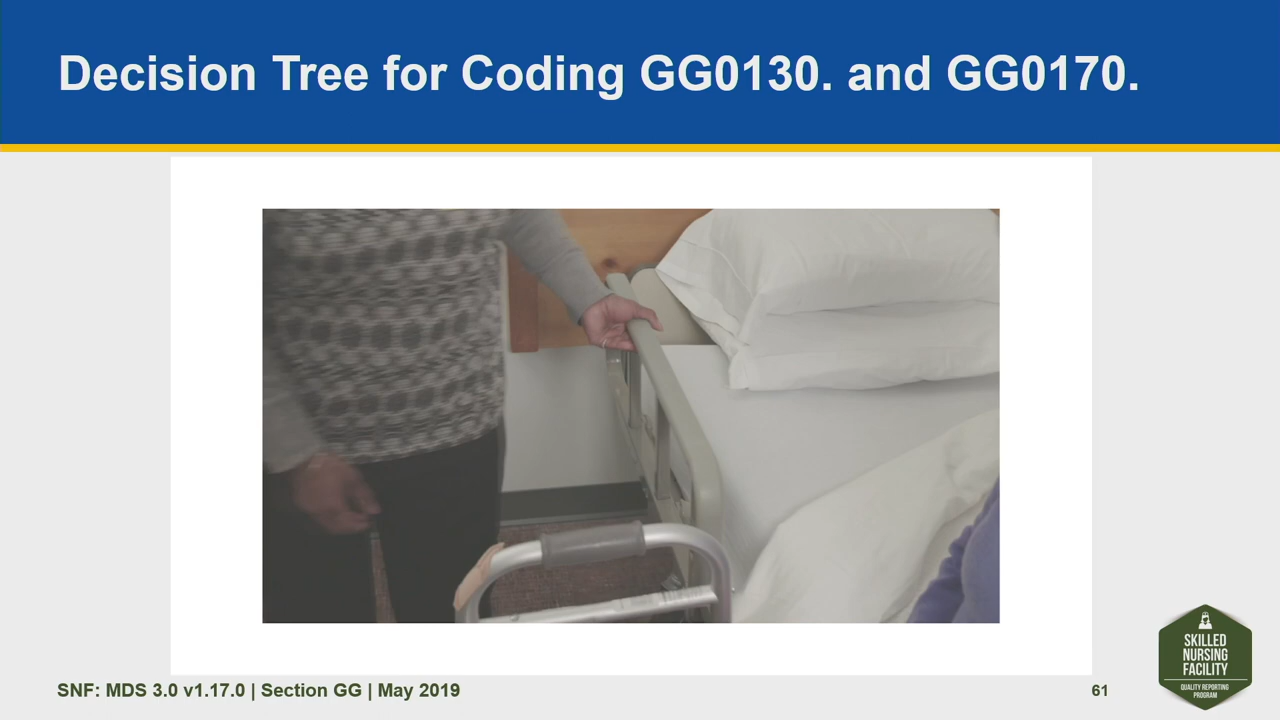 Decision Tree for Coding GG0130. and GG0170.
SNF: MDS 3.0 v1.17.0 | Section GG | May 2019
61
SKILLED
NURSING
FACILITY
QUALITY REPORTING
PROGRAM